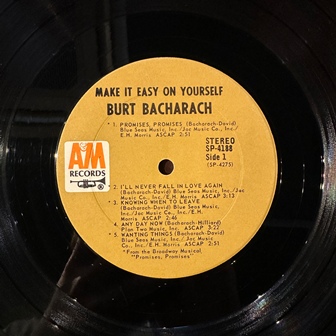 MAKE IT EASY ON YOURSELF
BURT BACHARACH
* 1. PROMISES, PROMISES (Bacharach-David)
Blue Seas Music, Inc./Jac Music Co., Inc./
E.H. Morris ASCAP 2:51
A&M
RECORDS
STEREO
SP-4188
Side 1
(SP-4275)
* 2. I'LL NEVER FALL IN LOVE AGAIN
(Bacharach-David) Blue Seas Music, Inc./Jac
Music Co., Inc./E.H. Morris ASCAP 3:13
* 3. KNOWING WHEN TO LEAVE
(Bacharach-David) Blue Seas Music,
Inc./Jac Music Co., Inc./E.H.
Morris ASCAP 2:46
4. ANY DAY NOW (Bacharach-Hilliard)
Plan Two Music, Inc. ASCAP 3:22
* 5. WANTING THINGS (Bacharach-David)
Blue Seas Music, Inc./Jac Music
Co., Inc./E.H. Morris ASCAP 2:51
*From the Broadway Musical
"Promises, Promises"